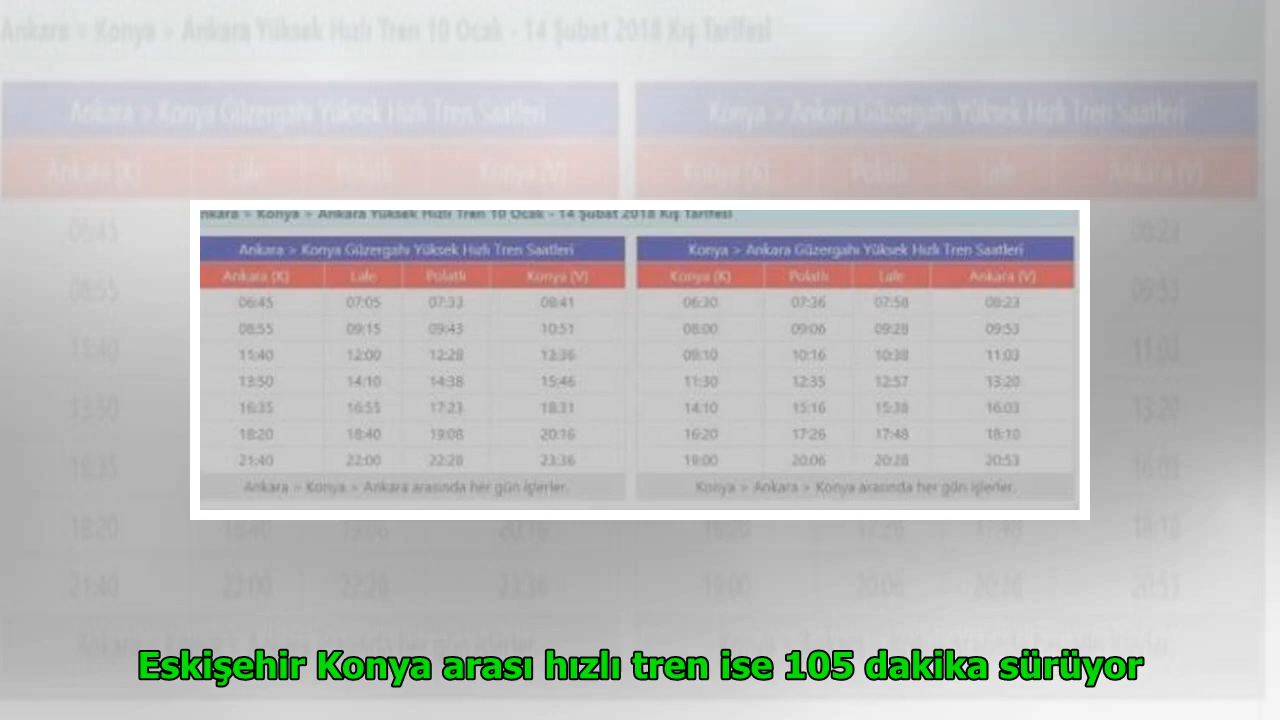 Ankara > Konya > Ankara Yüksek Hızlı Tren 10 Ocak - 14 Şubat 2018 Kış Tarifesi
Ankara > Konya Güzergahı Yüksek Hızlı Tren Saatleri Konya > Ankara Güzergahı Yüksek Hızlı Tren Saatleri
Ankara (K) Lale Polatlı Konya (V) Konya (K) Polatlı Lale Ankara (V)
06:45 07:05 07:33 08:41 06:30 07:36 07:58 08:23
08:55 09:15 09:43 10:51 08:00 09:06 09:28 09:53
11:40 12:00 12:28 13:36 09:10 10:16 10:38 11:03
13:50 14:10 14:38 15:46 11:30 12:35 12:57 13:20
16:35 16:55 17:23 18:31 14:10 15:16 15:38 16:03
18:20 18:40 19:08 20:16 16:20 17:26 17:48 18:10
21:40 22:00 22:28 23:36 19:00 20:06 20:28 20:53
Ankara > Konya > Ankara arasında her gün işlerler. Konya > Ankara > Konya arasında her gün işlerler.
Eskişehir Konya arası hızlı tren ise 105 dakika sürüyor